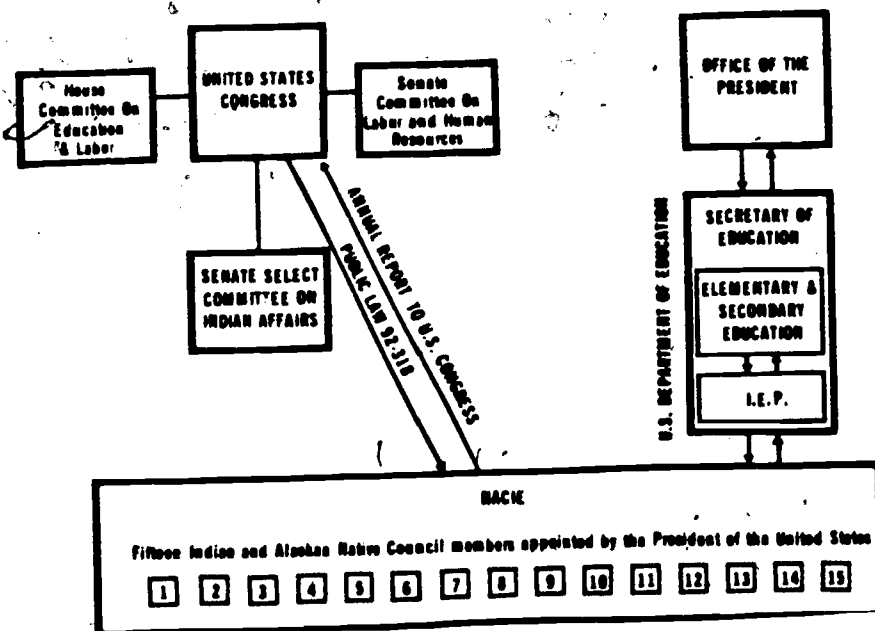 House
Committee On
Education
& Labor
UNITED STATES
CONGRESS
Senate
Committee On
Labor and Human
Resources
OFFICE OF THE
PRESIDENT
SENATE SELECT
COMMITTEE ON
INDIAN AFFAIRS
ANNUAL REPORT TO U.S. CONGRESS
PUBLIC LAW 92-318
U.S. DEPARTMENT OF EDUCATION
SECRETARY OF
EDUCATION
ELEMENTARY &
SECONDARY
EDUCATION
I.E.P.
NACIE
Fifteen Indian and Alaskan Native Council members appointed by the President of the United States
1 2 3 4 5 6 7 8 9 10 11 12 13 14 15